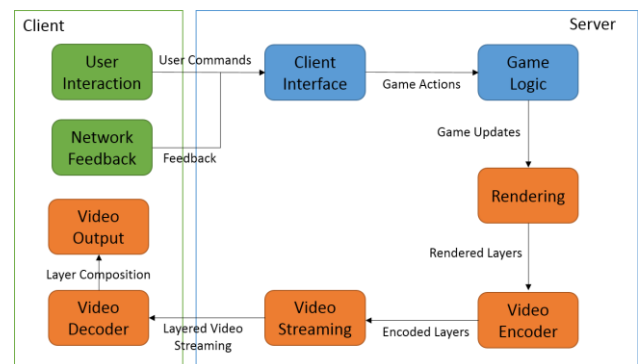 Client
Server
User
Interaction
User Commands
Client
Interface
Game Actions
Game
Logic
Network
Feedback
Feedback
Game Updates
Rendering
Video
Output
Rendered Layers
Layer Composition
Video
Decoder
Layered Video
Streaming
Video
Streaming
Encoded Layers
Video
Encoder